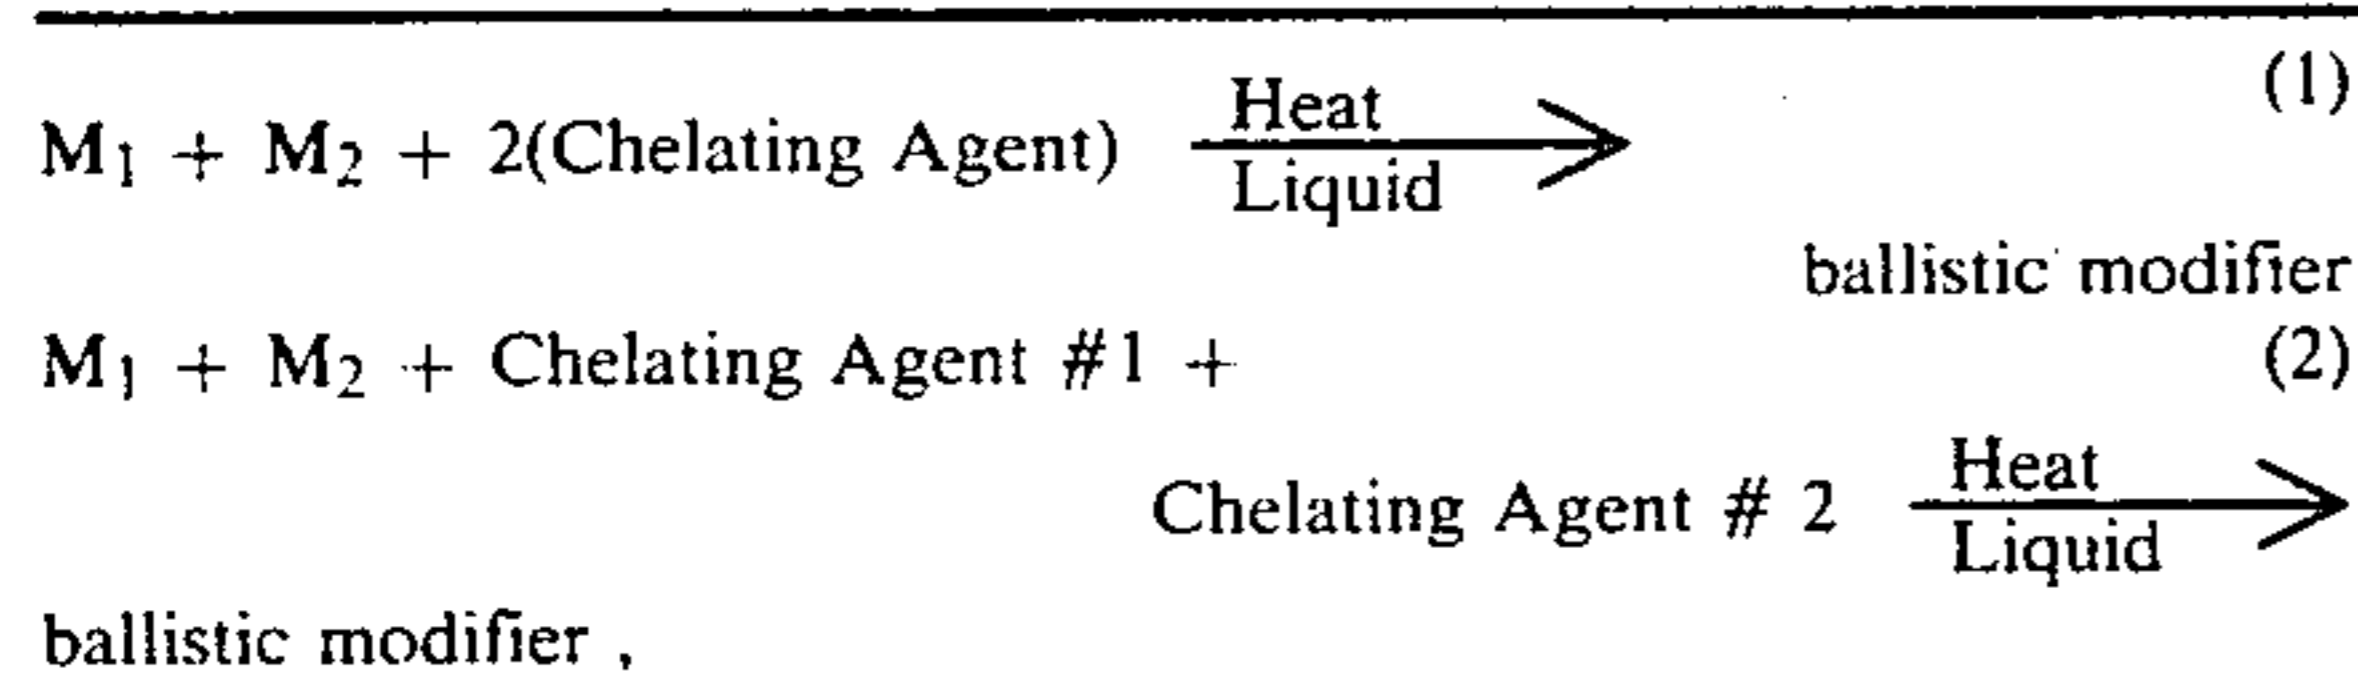 (1)
M1 + M2 + 2(Chelating Agent) Heat
Liquid
ballistic modifier
M1 + M2 + Chelating Agent #1 + (2)
Chelating Agent # 2 Heat
Liquid
ballistic modifier ,